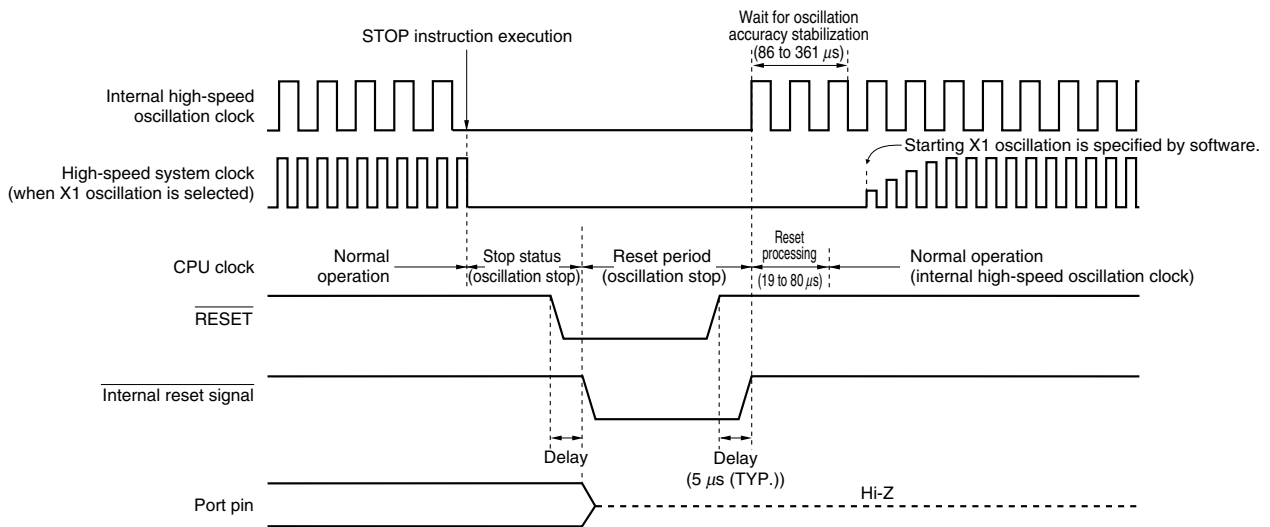 Wait for oscillation
accuracy stabilization
(86 to 361 μs)
STOP instruction execution
Internal high-speed
oscillation clock
Starting X1 oscillation is specified by software.
High-speed system clock
(when X1 oscillation is selected)
CPU clock
Normal
operation
Stop status
(oscillation stop)
Reset period
(oscillation stop)
Reset
processing
(19 to 80 μs)
Normal operation
(internal high-speed oscillation clock)
RESET
Internal reset signal
Delay
Delay
(5 μs (TYP.))
Port pin
Hi-Z